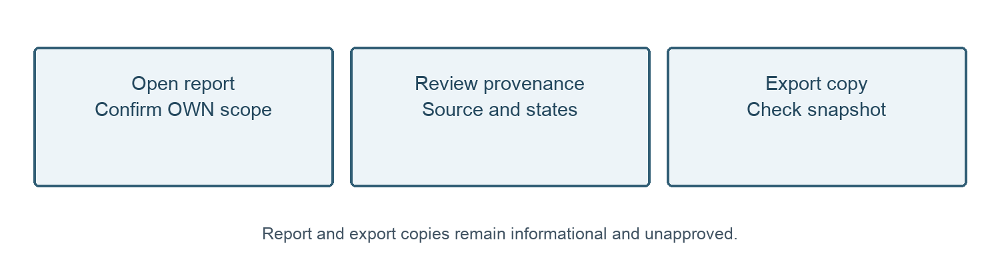 Open report
Confirm OWN scope
Review provenance
Source and states
Export copy
Check snapshot
Report and export copies remain informational and unapproved.